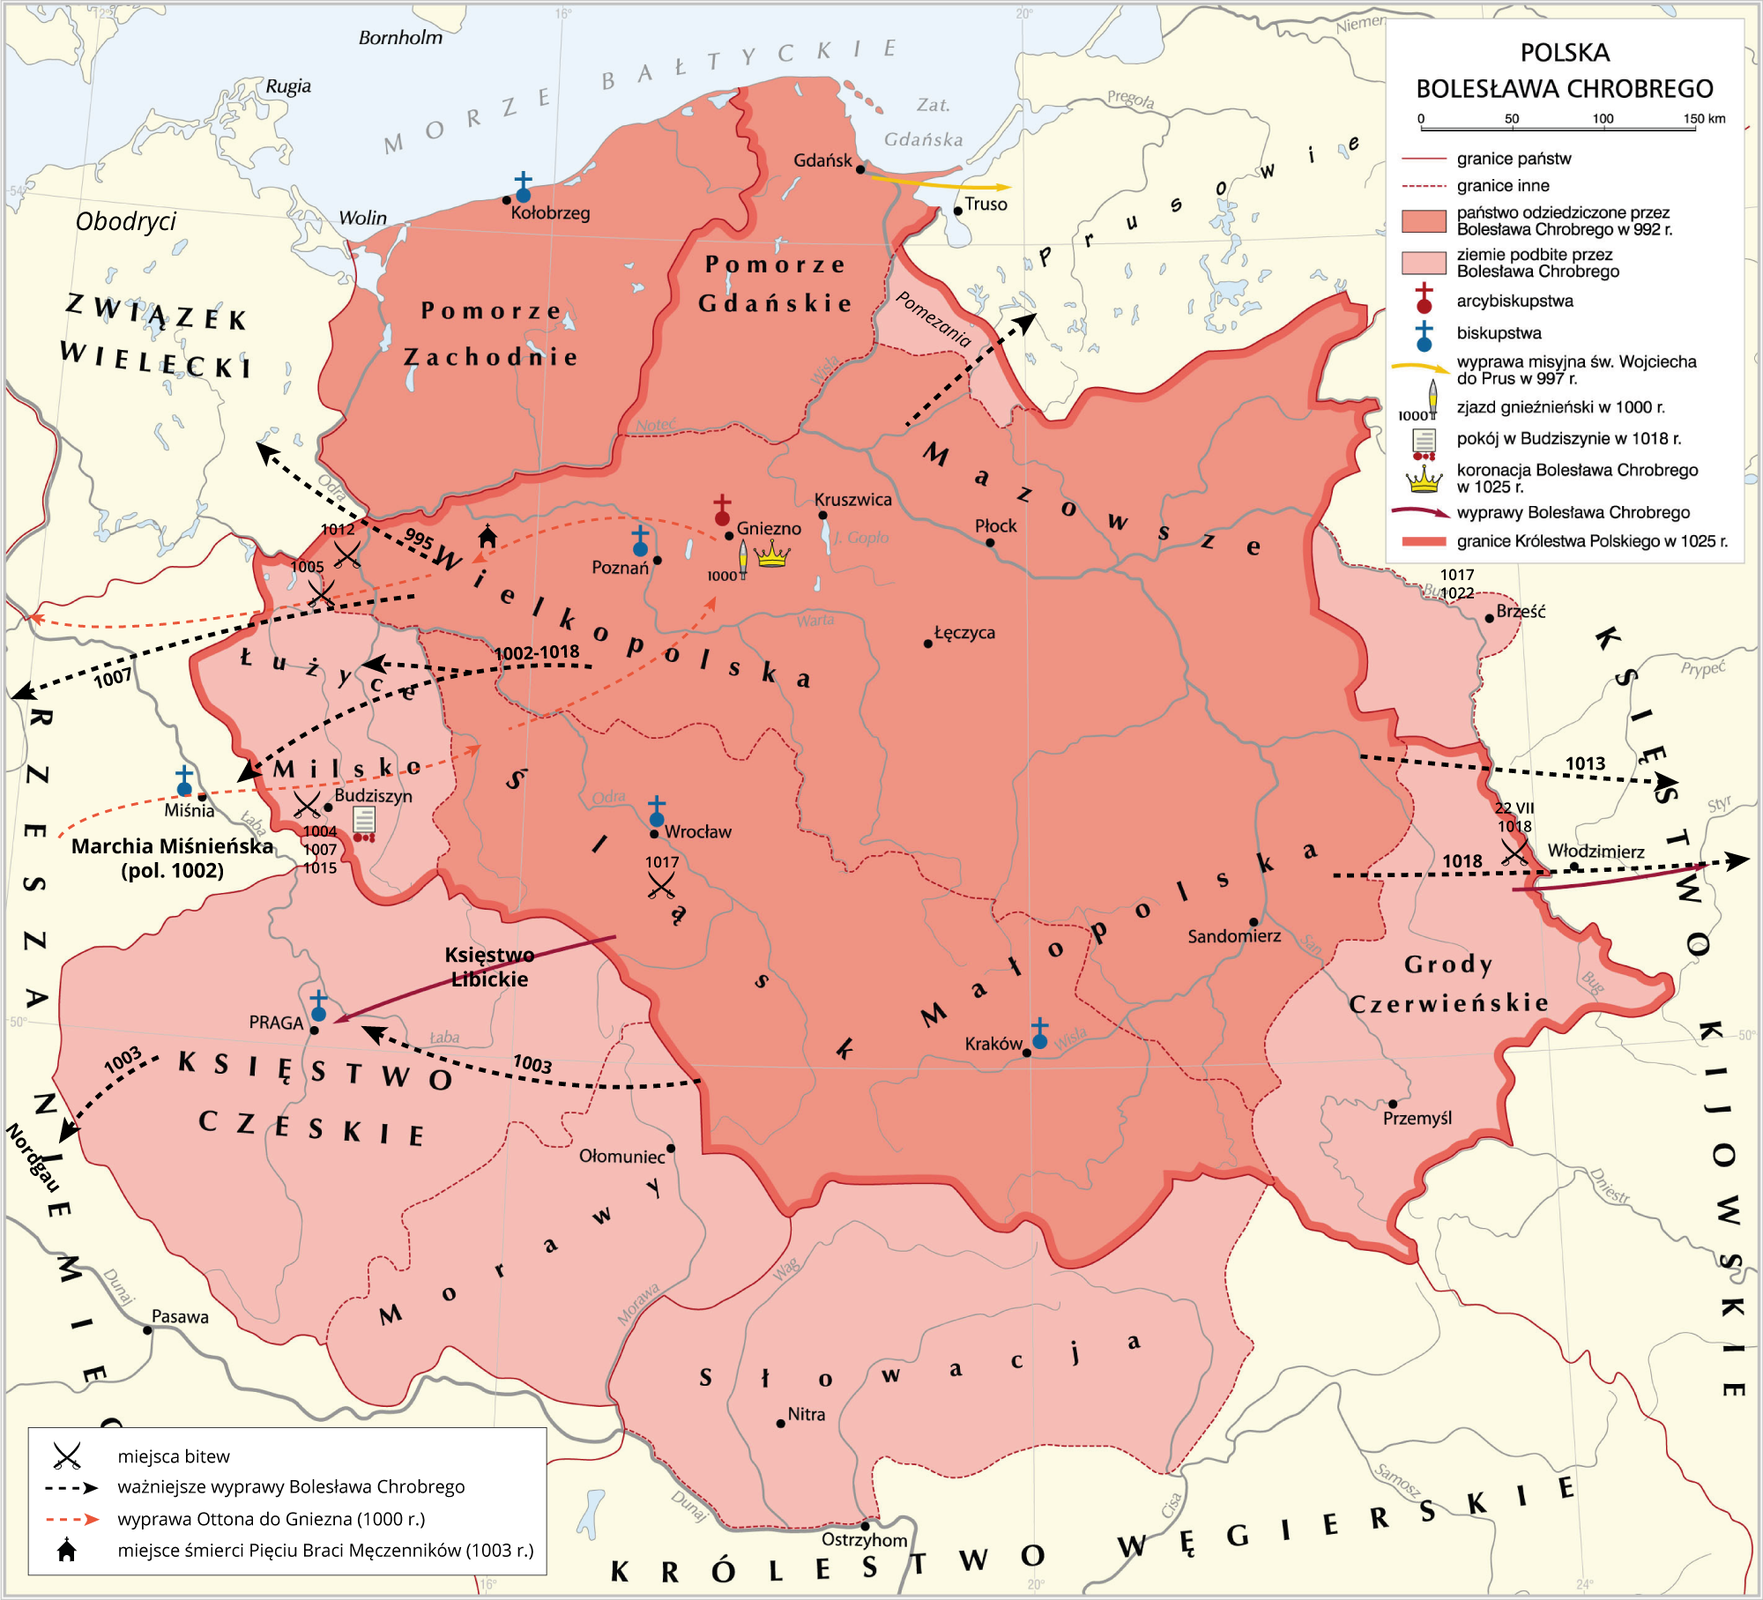 12°
16°
20°
Bornholm
MORZE BAŁTYCKIE
Niemen
Rugia
Zat.
Gdańska
Pregoła
POLSKA
BOLESŁAWA CHROBREGO
0 50 100 150 km
granice państw
granice inne
państwo odziedziczone przez
Bolesława Chrobrego w 992 r.
ziemie podbite przez
Bolesława Chrobrego
arcybiskupstwa
biskupstwa
wyprawa misyjna św. Wojciecha
do Prus w 997 r.
1000
zjazd gnieźnieński w 1000 r.
pokój w Budziszynie w 1018 r.
koronacja Bolesława Chrobrego
w 1025 r.
wyprawy Bolesława Chrobrego
granice Królestwa Polskiego w 1025 r.
54°
Gdańsk
Truso
Kołobrzeg
Wolin
Obodryci
Prusowie
ZWIĄZEK
WIELECKI
Pomorze
Zachodnie
Pomorze
Gdańskie
Pomezania
Wisła
Noteć
Odra
Mazowsze
Kruszwica
J. Gopło
Płock
Gniezno
1000
Poznań
995
1012
1005
Wielkopolska
Warta
Łęczyca
Bug
1017
1022
Brześć
Prypeć
KSIĘSTWO KIJOWSKIE
1007
Łużyce
1002-1018
RZESZA NIEMIEC
Milsko
Budziszyn
1004
1007
1015
Miśnia
Łaba
Marchia Miśnieńska
(pol. 1002)
Śląsk
Odra
Wrocław
1017
1013
22 VII
1018
Włodzimierz
1018
Styr
Małopolska
Sandomierz
San
Grody
Czerwieńskie
Bug
Księstwo
Libickie
PRAGA
Łaba
50°
50°
1003
1003
KSIĘSTWO
CZESKIE
Nordgau
Kraków
Wisła
Przemyśl
Dniestr
Ołomuniec
Morawy
Morawa
Wag
Dunaj
Pasawa
Słowacja
Nitra
Dunaj
Ostrzyhom
Cisa
Samosz
KRÓLESTWO WĘGIERSKIE
miejsca bitew
ważniejsze wyprawy Bolesława Chrobrego
wyprawa Ottona do Gniezna (1000 r.)
miejsce śmierci Pięciu Braci Męczenników (1003 r.)
16°
20°
24°